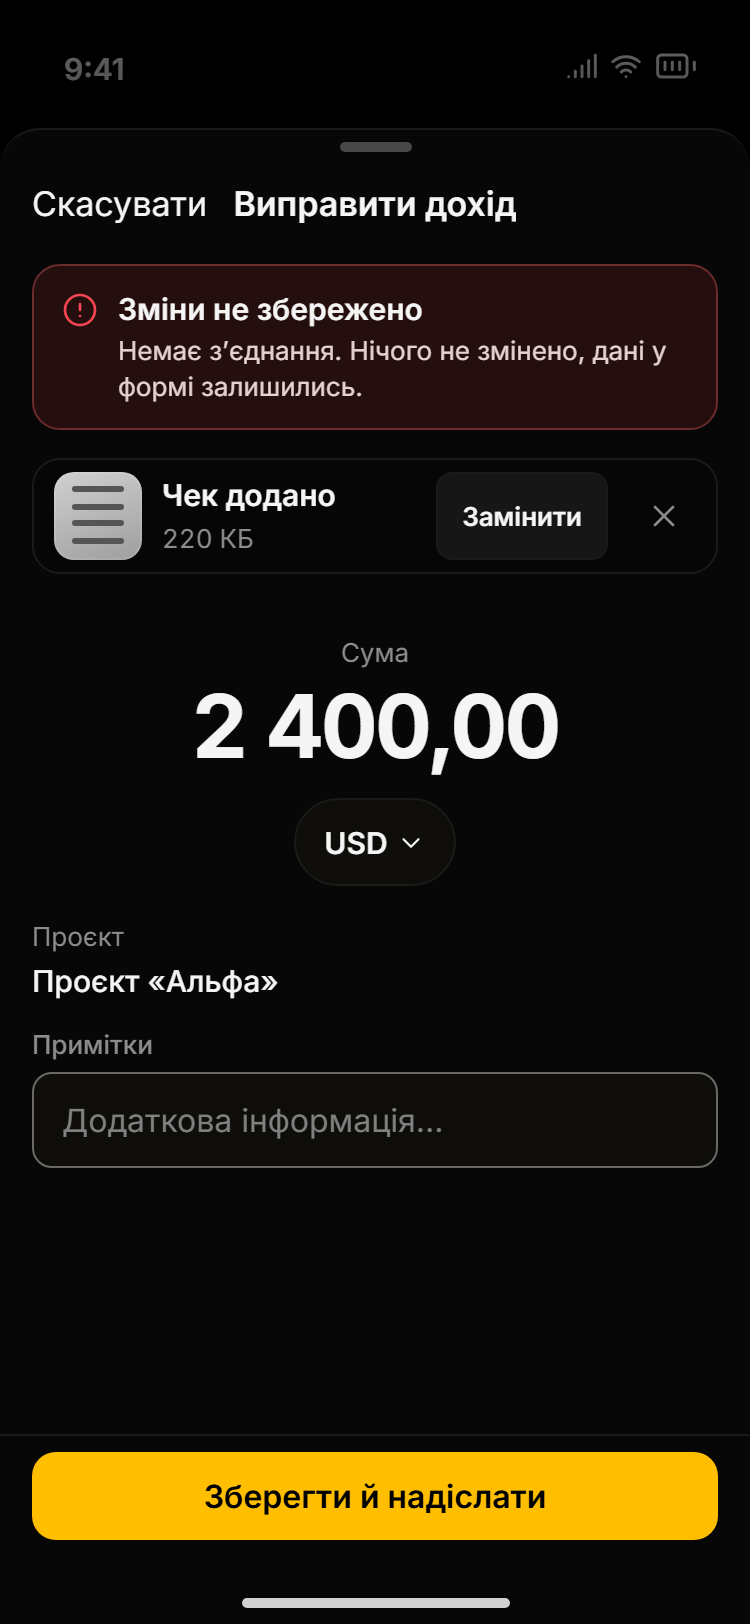 9:41
Скасувати Виправити дохід
Зміни не збережено
Немає з’єднання. Нічого не змінено, дані у
формі залишились.
Чек додано
220 КБ
Замінити
Сума
2 400,00
USD
Проєкт
Проєкт «Альфа»
Примітки
Додаткова інформація...
Зберегти й надіслати